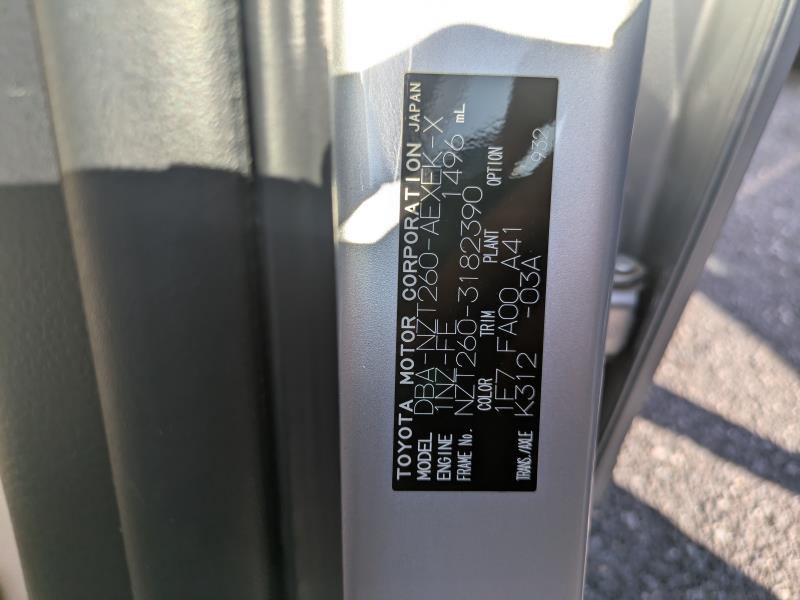 TOYOTA MOTOR CORPORATION JAPAN
MODEL DBA-NZT260-AEXEK-X
ENGINE 1NZ-FE 1496 mL
FRAME No. NZT260-3182390
COLOR TRIM PLANT OPTION
1F7 FA00 A41 932
TRANS./AXLE K312 -03A